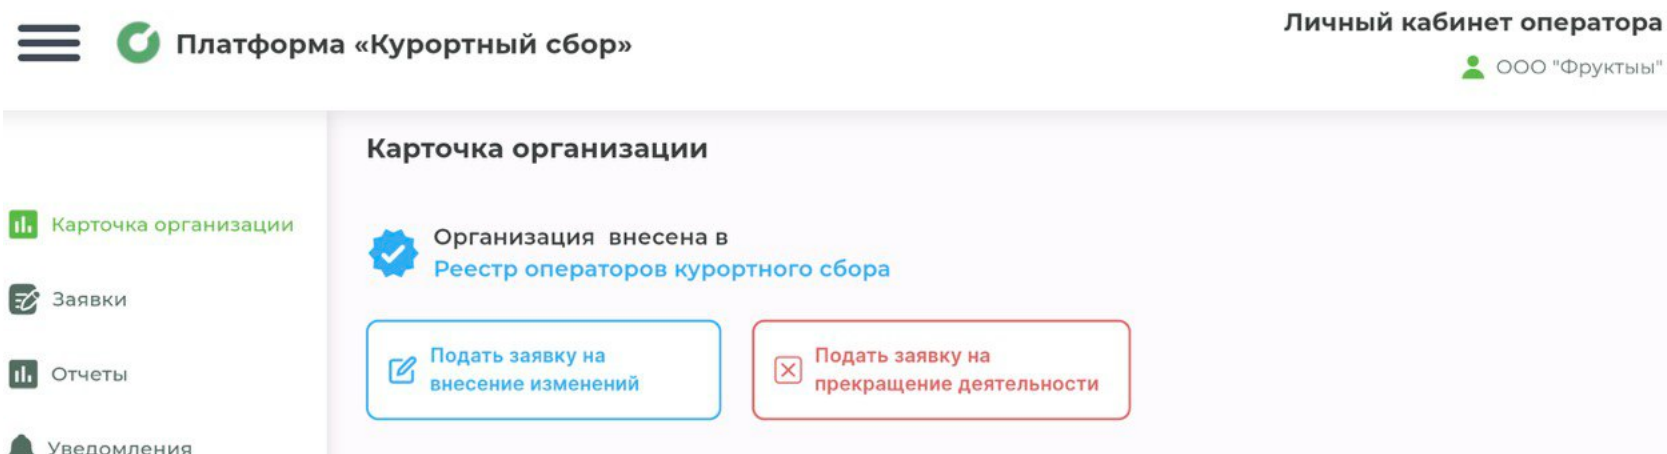 Платформа «Курортный сбор»
Личный кабинет оператора
ООО "Фруктыы"
Карточка организации
Заявки
Отчеты
Уведомления
Карточка организации
Организация внесена в
Реестр операторов курортного сбора
Подать заявку на
внесение изменений
Подать заявку на
прекращение деятельности